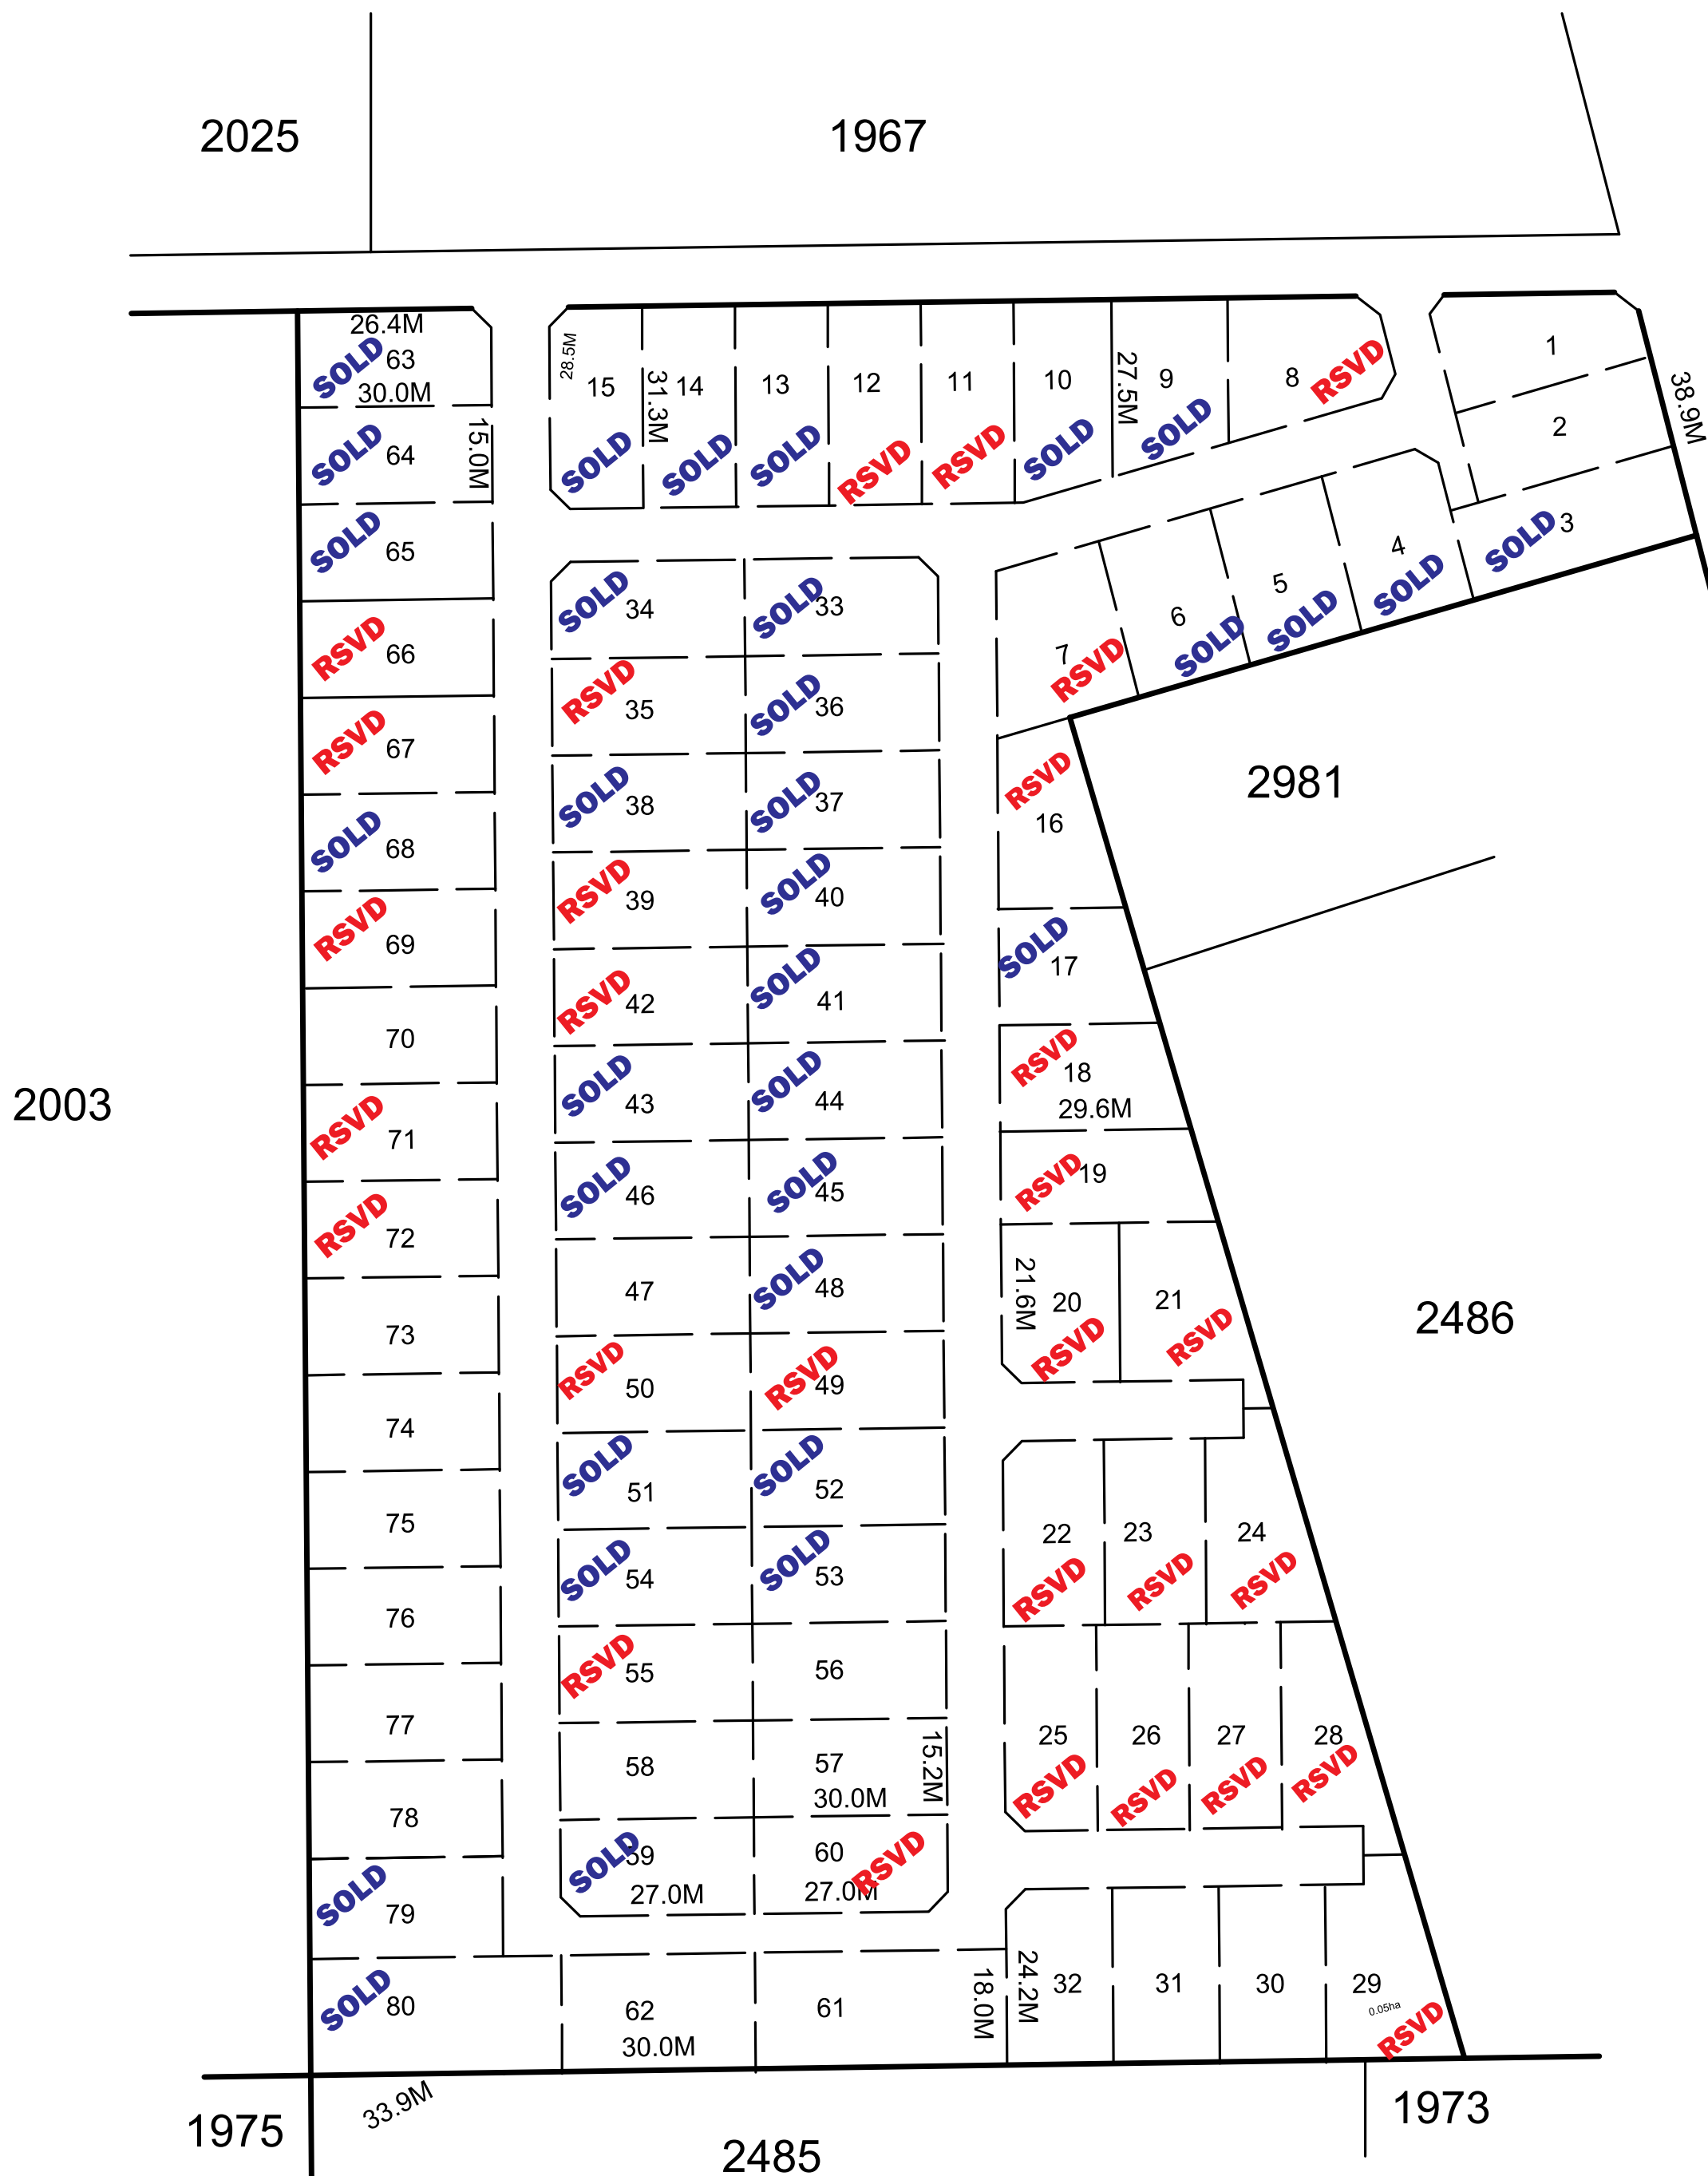 2025
1967
26.4M
SOLD 63
30.0M
SOLD 64
15.0M
SOLD 65
RSVD 66
RSVD 67
SOLD 68
RSVD 69
70
RSVD 71
RSVD 72
73
74
75
76
77
78
SOLD 79
SOLD 80
33.9M
28.5M
15 SOLD
31.3M
14 SOLD
13 SOLD
12 RSVD
11 RSVD
10 SOLD
27.5M
9 SOLD
8 RSVD
1
38.9M
2
SOLD 3
4 SOLD
5 SOLD
6 SOLD
7 RSVD
SOLD 34
SOLD 33
RSVD 35
SOLD 36
SOLD 38
SOLD 37
RSVD 39
SOLD 40
RSVD 42
SOLD 41
SOLD 43
SOLD 44
SOLD 46
SOLD 45
47
SOLD 48
RSVD 50
RSVD 49
SOLD 51
SOLD 52
SOLD 54
SOLD 53
RSVD 55
56
58
57
15.2M
30.0M
SOLD 59
60 RSVD
27.0M
27.0M
62
30.0M
61
18.0M
RSVD 16
SOLD 17
RSVD 18
29.6M
RSVD 19
21.6M
20 RSVD
21 RSVD
22 RSVD
23 RSVD
24 RSVD
25 RSVD
26 RSVD
27 RSVD
28 RSVD
24.2M
32
31
30
29
0.05ha
RSVD
2981
2486
2003
1975
2485
1973